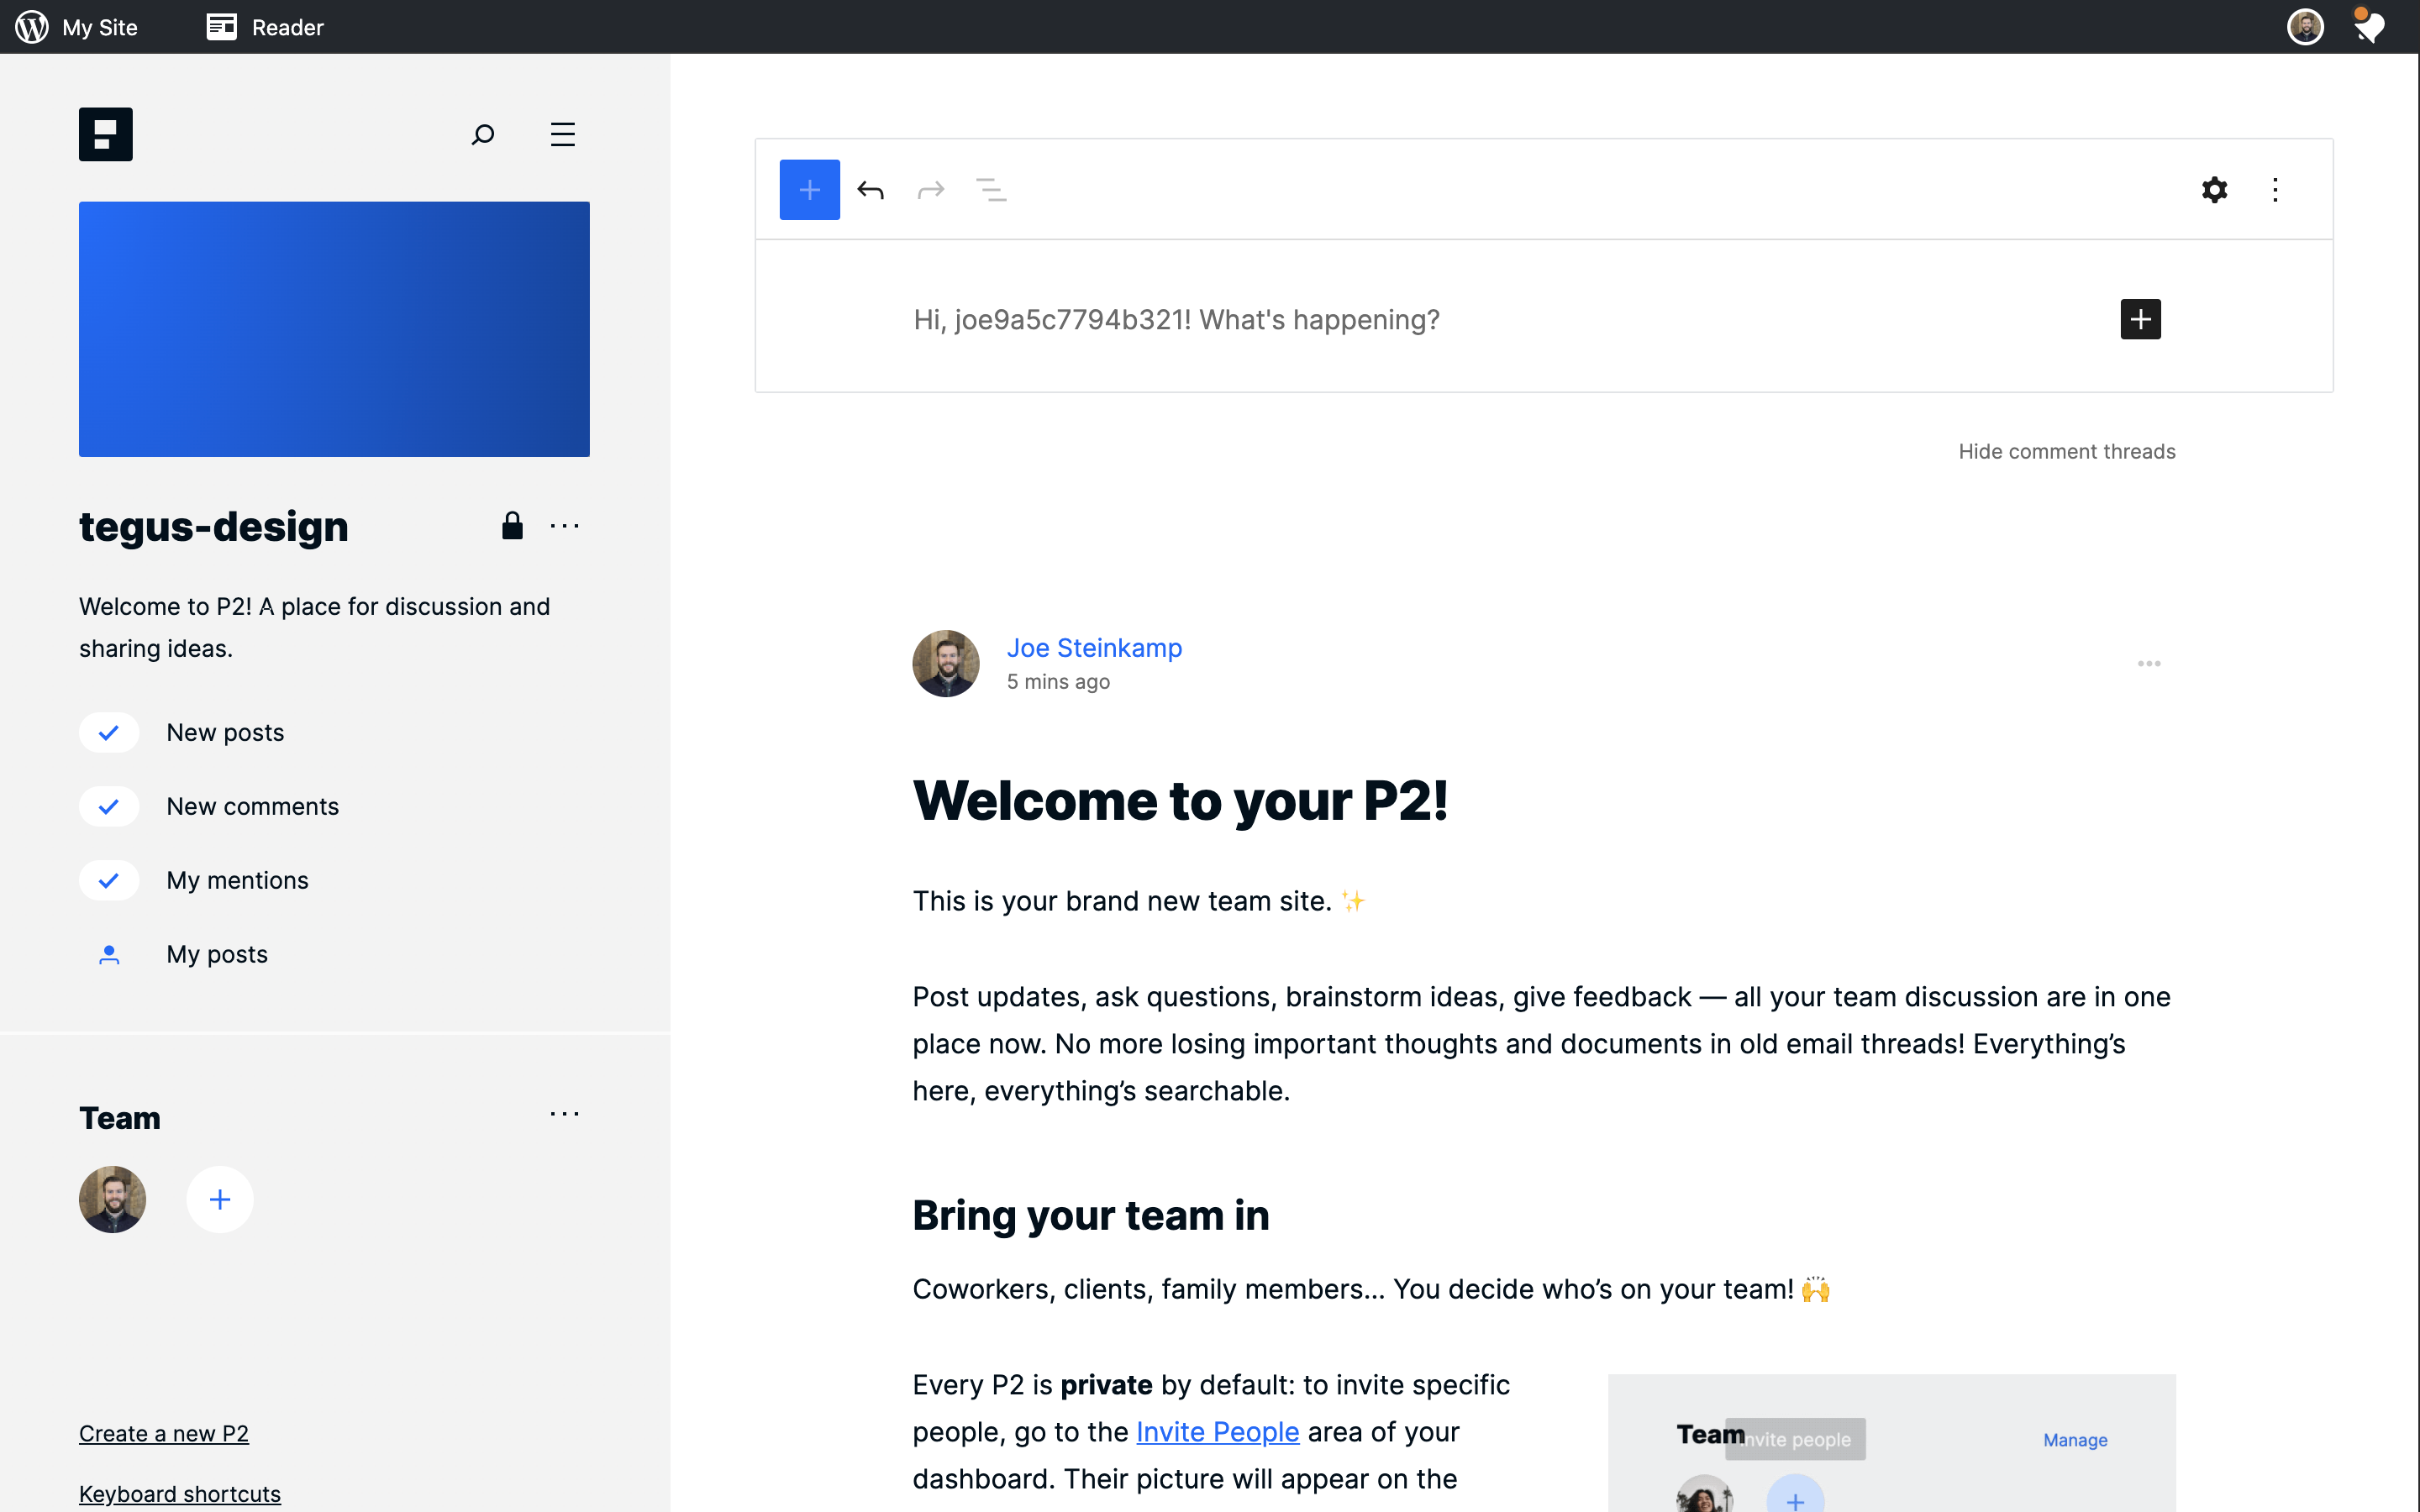 My Site
Reader
Hi, joe9a5c7794b321! What's happening?
Hide comment threads
tegus-design
Welcome to P2! A place for discussion and
sharing ideas.
New posts
New comments
My mentions
My posts
Team
Create a new P2
Keyboard shortcuts
Joe Steinkamp
5 mins ago
Welcome to your P2!
This is your brand new team site. ✨
Post updates, ask questions, brainstorm ideas, give feedback — all your team discussion are in one
place now. No more losing important thoughts and documents in old email threads! Everything’s
here, everything’s searchable.
Bring your team in
Coworkers, clients, family members… You decide who’s on your team! 🙌
Every P2 is private by default: to invite specific
people, go to the Invite People area of your
dashboard. Their picture will appear on the
Team
Invite people
Manage